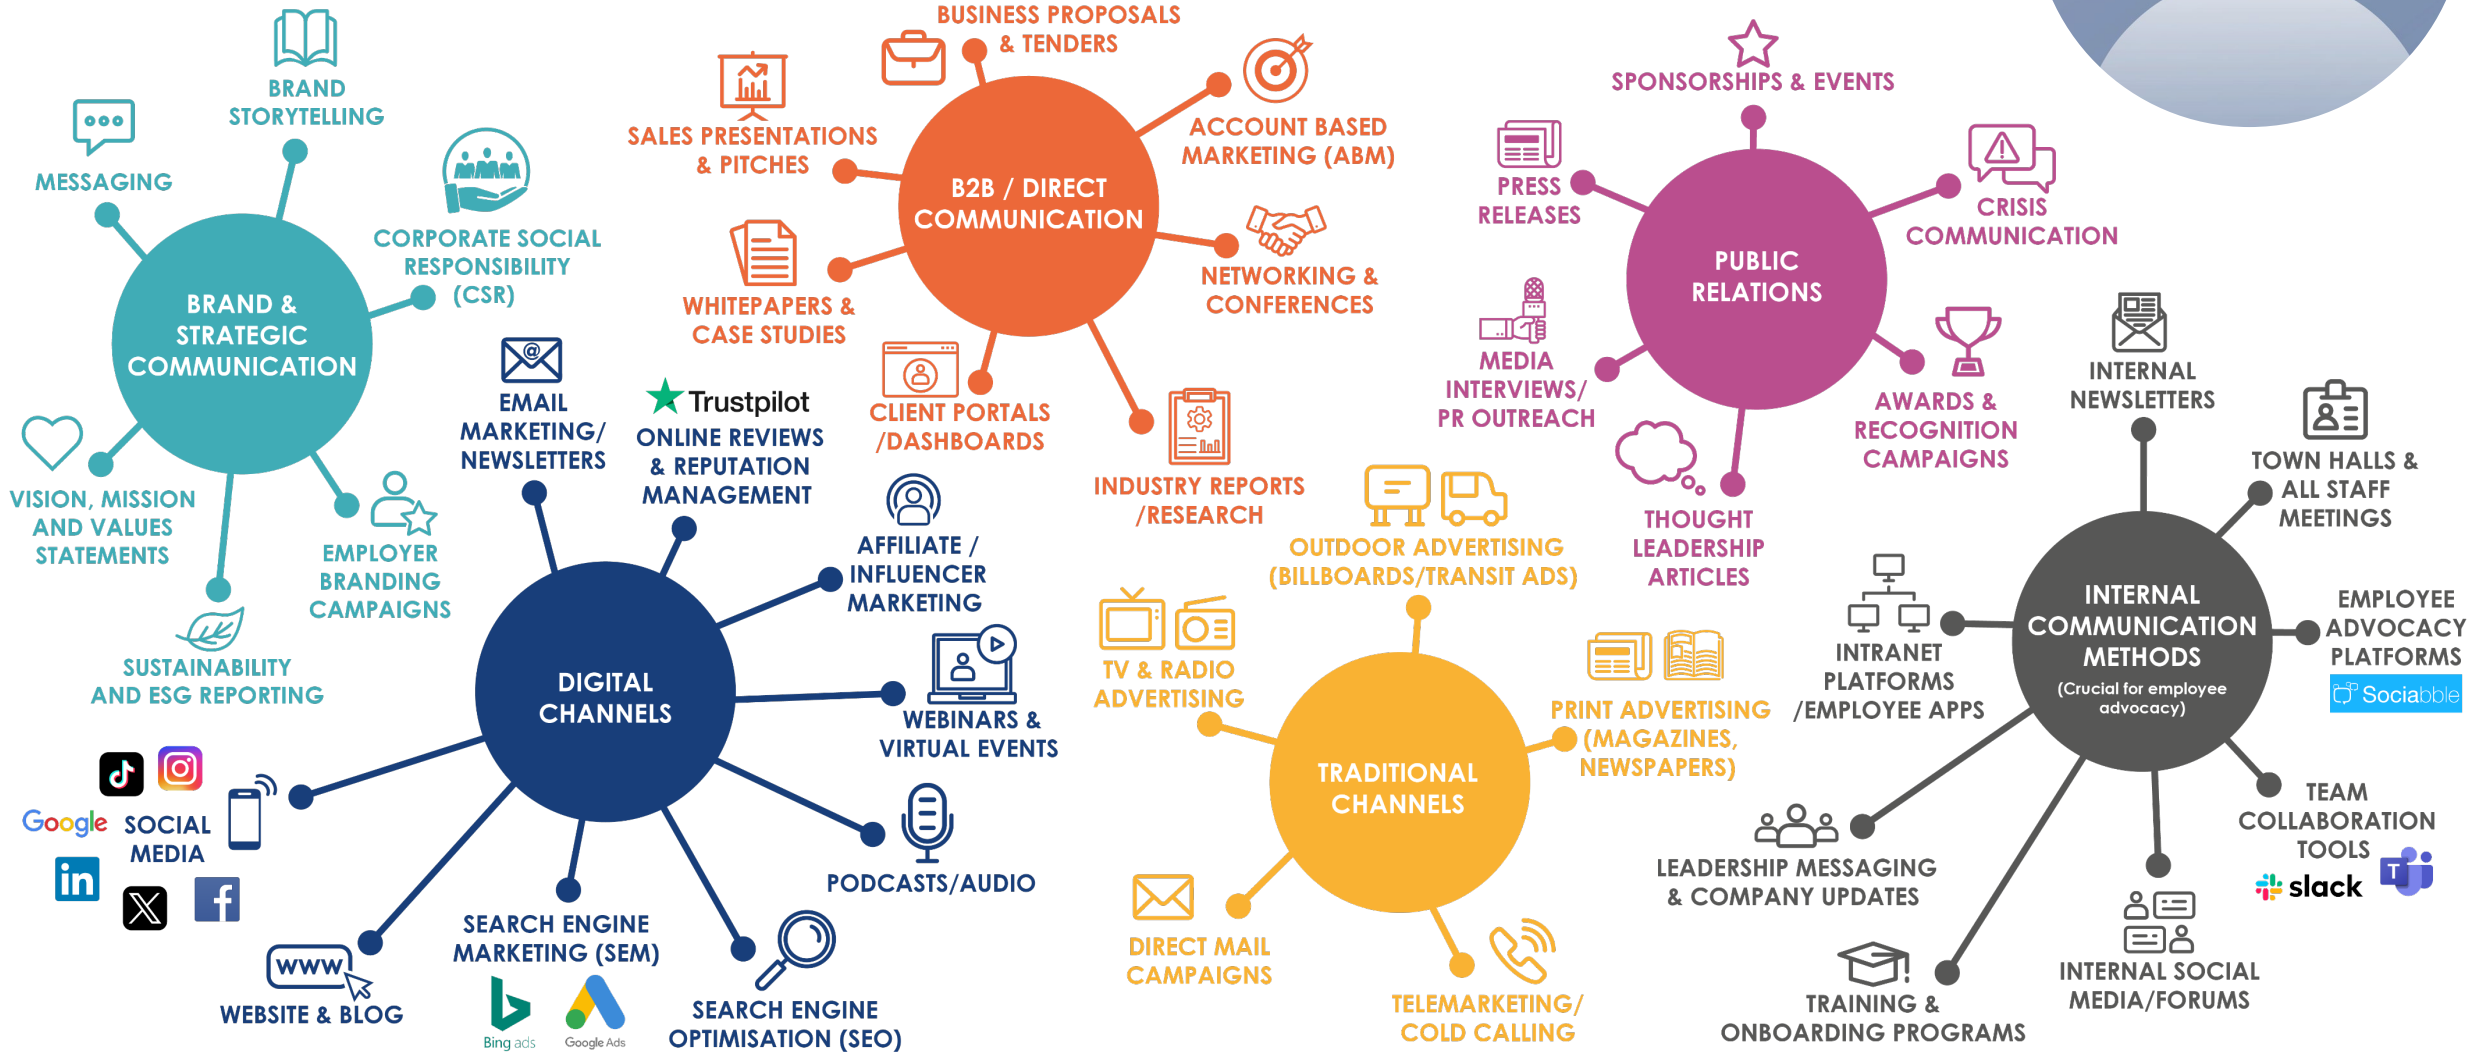 BRAND
STORYTELLING
MESSAGING
CORPORATE SOCIAL
RESPONSIBILITY
(CSR)
BRAND &
STRATEGIC
COMMUNICATION
VISION, MISSION
AND VALUES
STATEMENTS
EMPLOYER
BRANDING
CAMPAIGNS
SUSTAINABILITY
AND ESG REPORTING
BUSINESS PROPOSALS
& TENDERS
SALES PRESENTATIONS
& PITCHES
ACCOUNT BASED
MARKETING (ABM)
B2B / DIRECT
COMMUNICATION
WHITEPAPERS &
CASE STUDIES
NETWORKING &
CONFERENCES
CLIENT PORTALS
/DASHBOARDS
INDUSTRY REPORTS
/RESEARCH
SPONSORSHIPS & EVENTS
PRESS
RELEASES
CRISIS
COMMUNICATION
PUBLIC
RELATIONS
MEDIA
INTERVIEWS/
PR OUTREACH
AWARDS &
RECOGNITION
CAMPAIGNS
THOUGHT
LEADERSHIP
ARTICLES
@
EMAIL
MARKETING/
NEWSLETTERS
Trustpilot
ONLINE REVIEWS
& REPUTATION
MANAGEMENT
AFFILIATE /
INFLUENCER
MARKETING
DIGITAL
CHANNELS
WEBINARS &
VIRTUAL EVENTS
PODCASTS/AUDIO
Google
SOCIAL
MEDIA
in
X
f
www
WEBSITE & BLOG
SEARCH ENGINE
MARKETING (SEM)
Bing ads
Google Ads
SEARCH ENGINE
OPTIMISATION (SEO)
OUTDOOR ADVERTISING
(BILLBOARDS/TRANSIT ADS)
TV & RADIO
ADVERTISING
PRINT ADVERTISING
(MAGAZINES,
NEWSPAPERS)
TRADITIONAL
CHANNELS
DIRECT MAIL
CAMPAIGNS
TELEMARKETING/
COLD CALLING
INTERNAL
NEWSLETTERS
TOWN HALLS &
ALL STAFF
MEETINGS
INTERNAL
COMMUNICATION
METHODS
(Crucial for employee
advocacy)
INTRANET
PLATFORMS
/EMPLOYEE APPS
EMPLOYEE
ADVOCACY
PLATFORMS
Sociabble
LEADERSHIP MESSAGING
& COMPANY UPDATES
TEAM
COLLABORATION
TOOLS
slack
T
TRAINING &
ONBOARDING PROGRAMS
INTERNAL SOCIAL
MEDIA/FORUMS